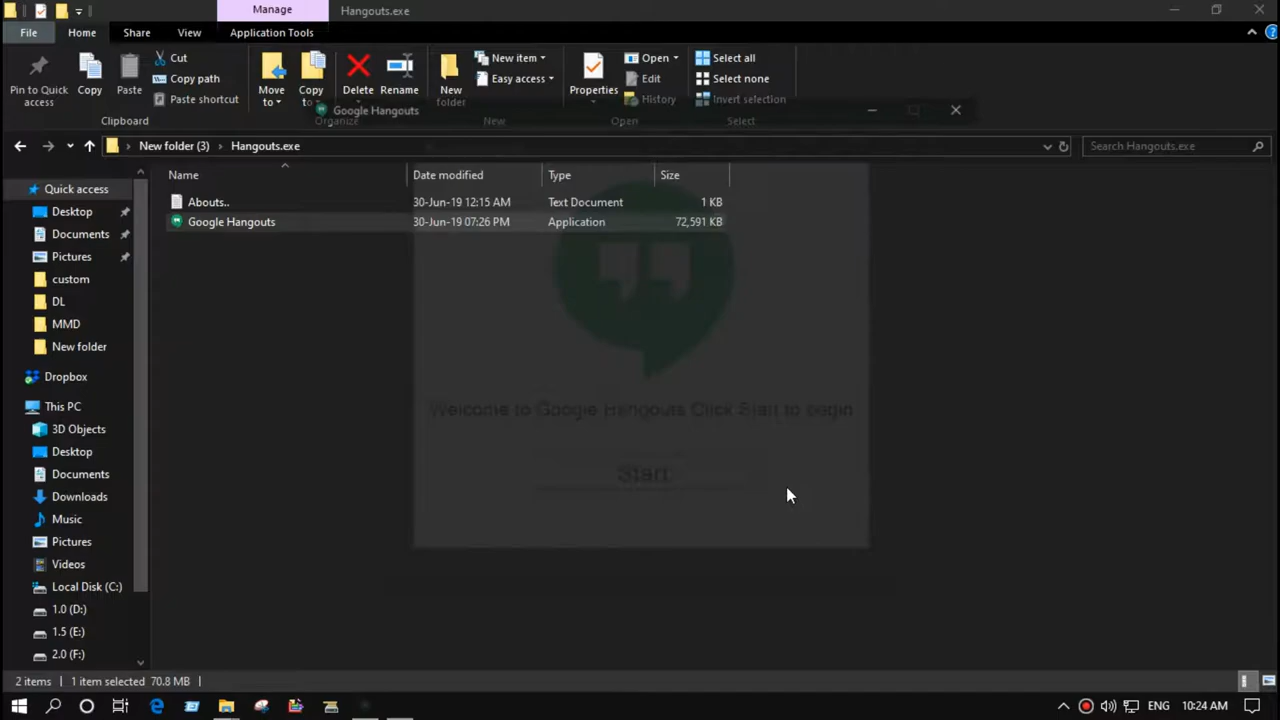 Manage
Hangouts.exe
File
Home
Share
View
Application Tools
Pin to Quick access
Copy
Paste
Cut
Copy path
Paste shortcut
Clipboard
Move to
Copy to
Delete
Rename
Organize
New folder
New item
Easy access
New
Properties
Open
Edit
History
Open
Select all
Select none
Invert selection
Select
Google Hangouts
New folder (3)
Hangouts.exe
Search Hangouts.exe
Name
Date modified
Type
Size
Abouts..
30-Jun-19 12:15 AM
Text Document
1 KB
Google Hangouts
30-Jun-19 07:26 PM
Application
72,591 KB
Quick access
Desktop
Documents
Pictures
custom
DL
MMD
New folder
Dropbox
This PC
3D Objects
Desktop
Documents
Downloads
Music
Pictures
Videos
Local Disk (C:)
1.0 (D:)
1.5 (E:)
2.0 (F:)
Welcome to Google Hangouts Click Start to begin
Start
2 items
1 item selected 70.8 MB
ENG
10:24 AM